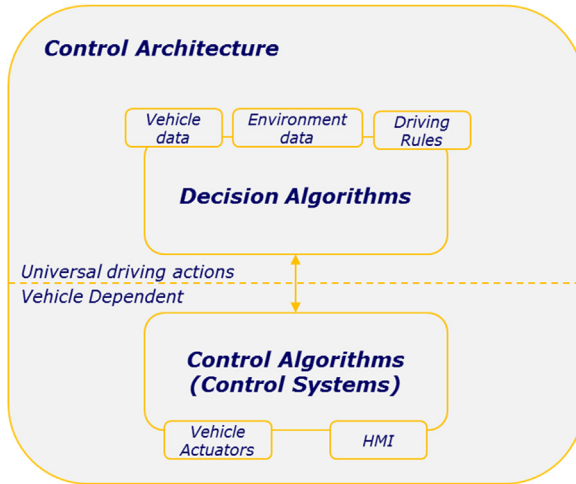 Control Architecture
Vehicle
data
Environment
data
Driving
Rules
Decision Algorithms
Universal driving actions
Vehicle Dependent
Control Algorithms
(Control Systems)
Vehicle
Actuators
HMI